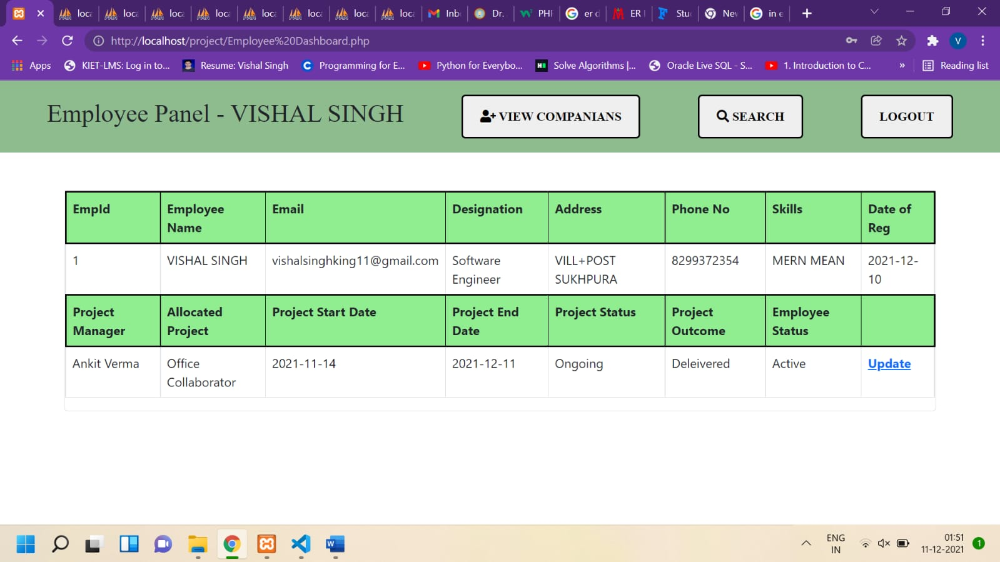 loca
loca
loca
loca
loca
loca
loca
loca
Inb
Dr.
PHP
er d
ER
Stu
Nev
in e
http://localhost/project/Employee%20Dashboard.php
V
Apps
KIET-LMS: Log in to...
Resume: Vishal Singh
Programming for E...
Python for Everybo...
Solve Algorithms |...
Oracle Live SQL - S...
1. Introduction to C...
»
Reading list
Employee Panel - VISHAL SINGH
VIEW COMPANIANS
SEARCH
LOGOUT
EmpId
Employee
Name
Email
Designation
Address
Phone No
Skills
Date of
Reg
1
VISHAL SINGH
vishalsinghking11@gmail.com
Software
Engineer
VILL+POST
SUKHPURA
8299372354
MERN MEAN
2021-12-
10
Project
Manager
Allocated
Project
Project Start Date
Project End
Date
Project Status
Project
Outcome
Employee
Status
Ankit Verma
Office
Collaborator
2021-11-14
2021-12-11
Ongoing
Deleivered
Active
Update
ENG
IN
01:51
11-12-2021
1